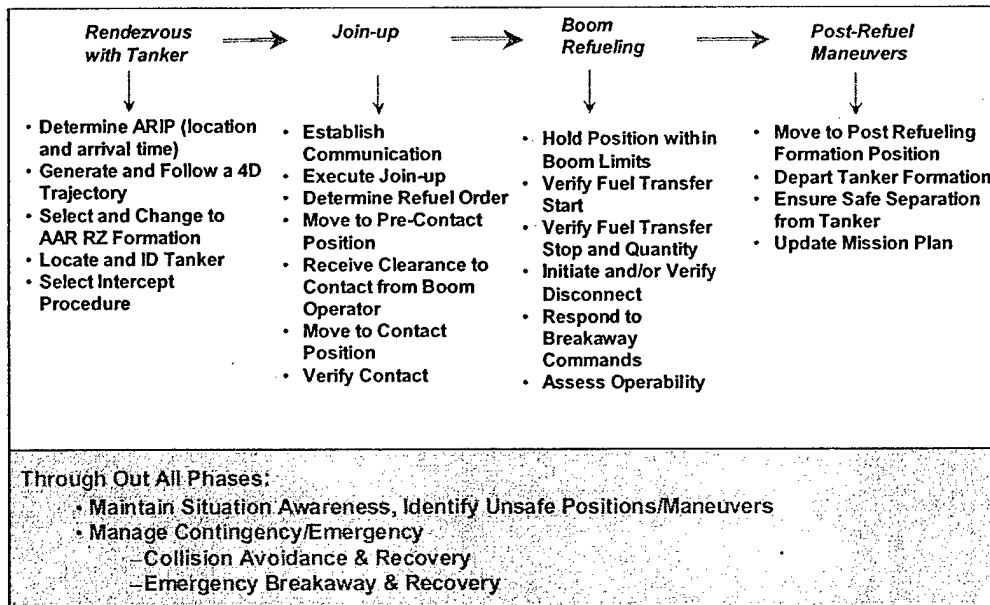 Rendezvous
with Tanker
Join-up
Boom
Refueling
Post-Refuel
Maneuvers
• Determine ARIP (location
and arrival time)
• Generate and Follow a 4D
Trajectory
• Select and Change to
AAR RZ Formation
• Locate and ID Tanker
• Select Intercept
Procedure
• Establish
Communication
• Execute Join-up
• Determine Refuel Order
• Move to Pre-Contact
Position
• Receive Clearance to
Contact from Boom
Operator
• Move to Contact
Position
• Verify Contact
• Hold Position within
Boom Limits
• Verify Fuel Transfer
Start
• Verify Fuel Transfer
Stop and Quantity
• Initiate and/or Verify
Disconnect
• Respond to
Breakaway
Commands
• Assess Operability
• Move to Post Refueling
Formation Position
• Depart Tanker Formation
• Ensure Safe Separation
from Tanker
• Update Mission Plan
Through Out All Phases:
• Maintain Situation Awareness, Identify Unsafe Positions/Maneuvers
• Manage Contingency/Emergency
–Collision Avoidance & Recovery
–Emergency Breakaway & Recovery